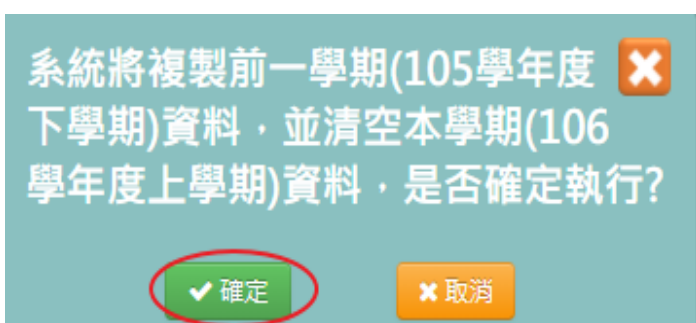 系統將複製前一學期(105學年度
下學期)資料，並清空本學期(106
學年度上學期)資料，是否確定執行?
確定
取消